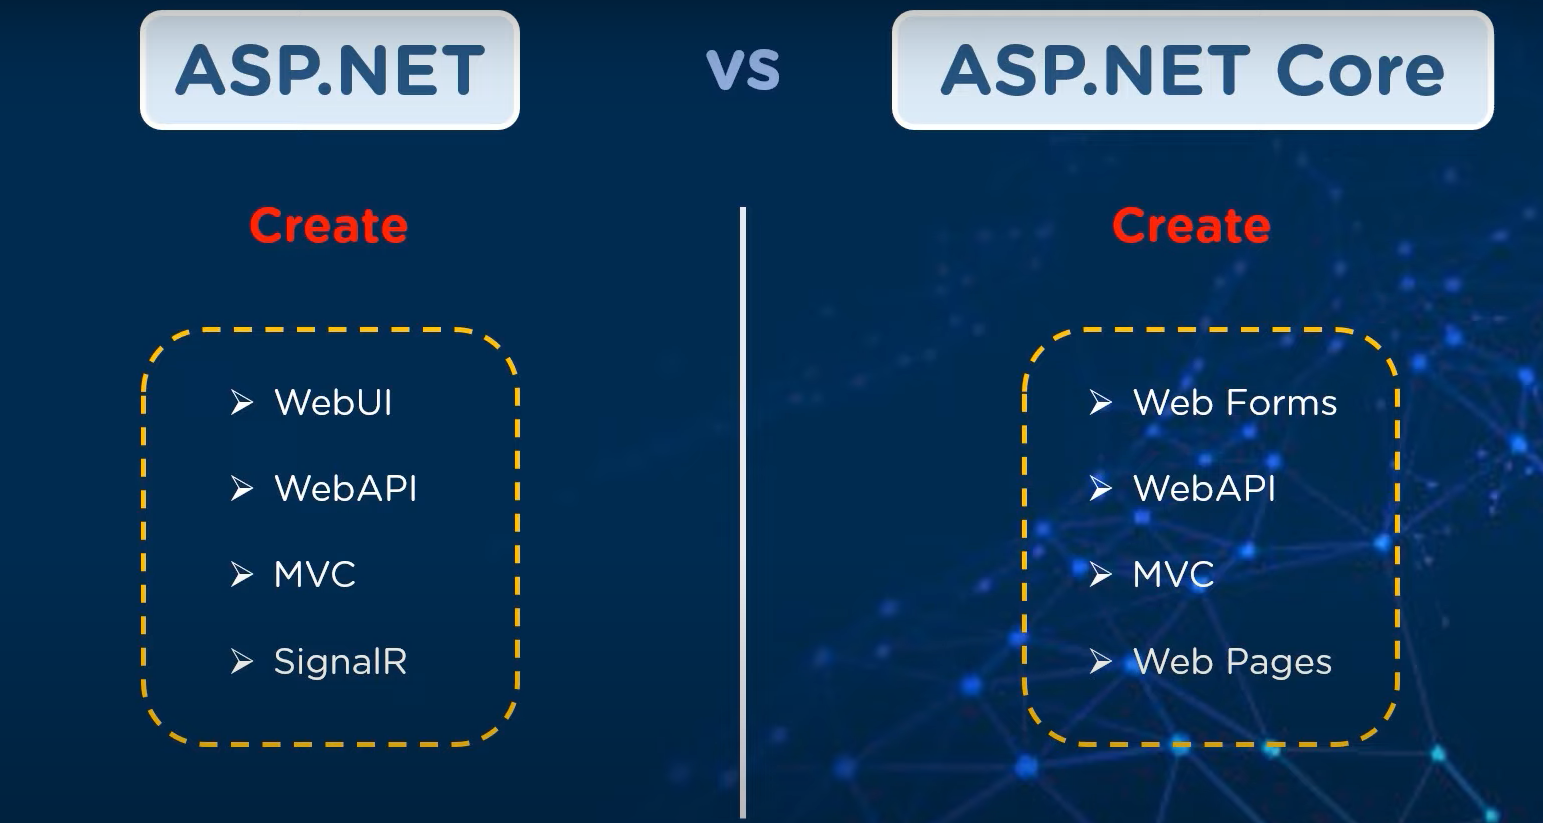 ASP.NET
VS
ASP.NET Core
Create
WebUI
WebAPI
MVC
SignalR
Create
Web Forms
WebAPI
MVC
Web Pages